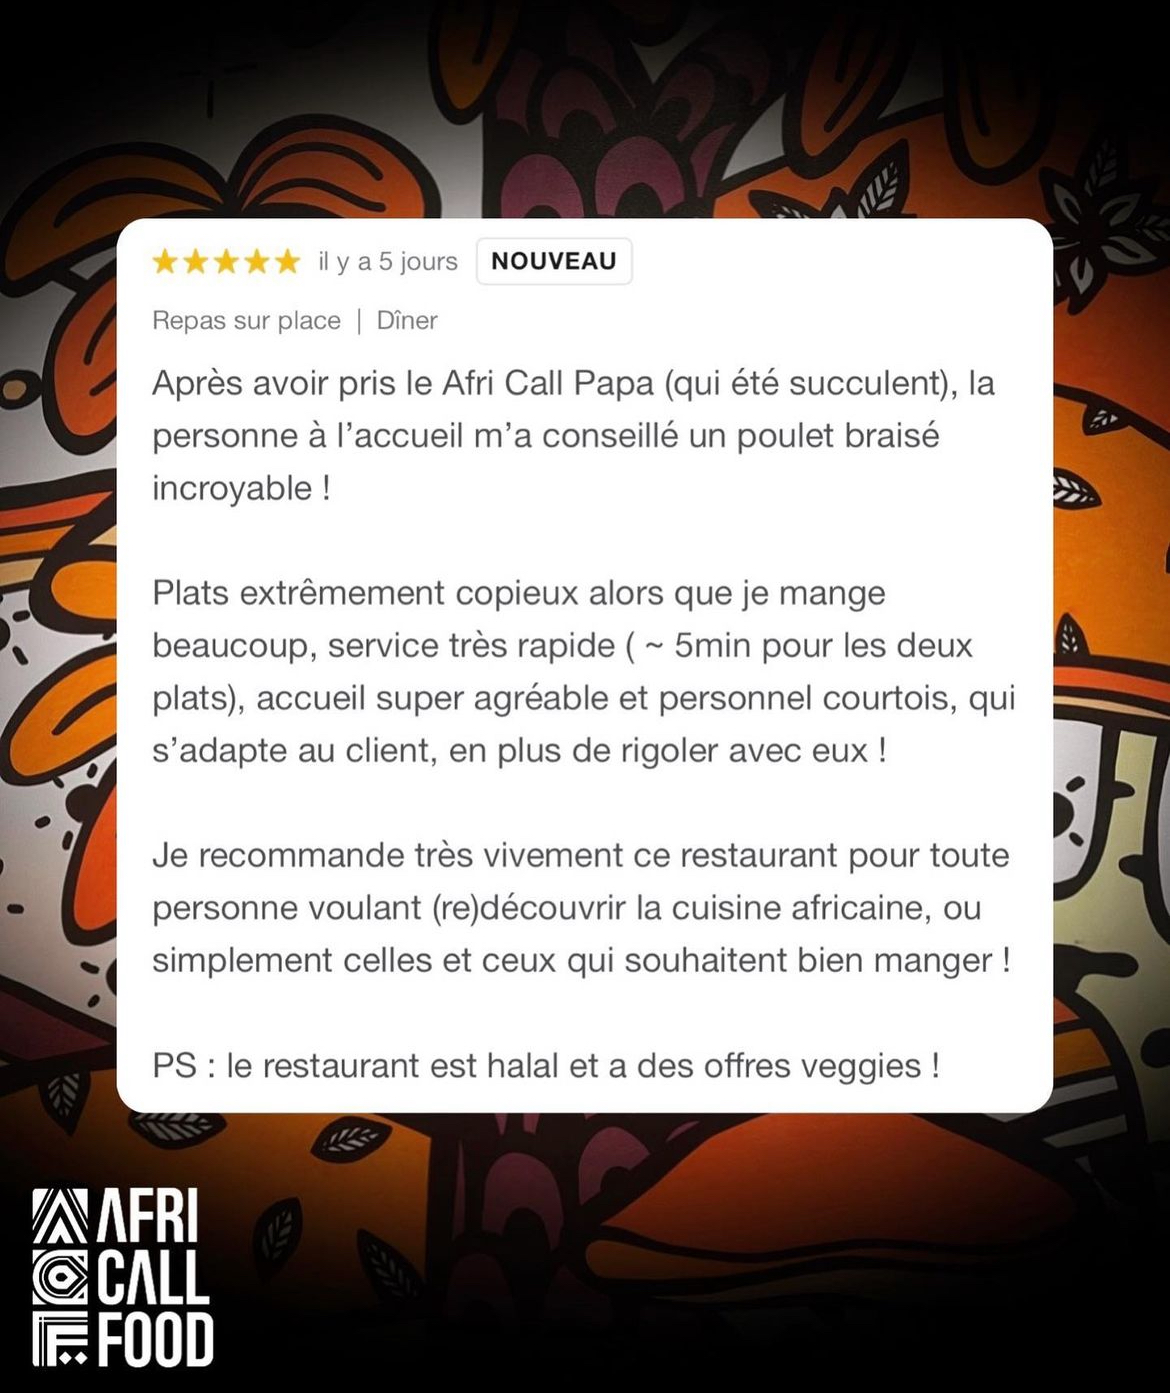 ★★★★★ il y a 5 jours NOUVEAU
Repas sur place | Dîner
Après avoir pris le Afri Call Papa (qui été succulent), la
personne à l’accueil m’a conseillé un poulet braisé
incroyable !
Plats extrêmement copieux alors que je mange
beaucoup, service très rapide ( ~ 5min pour les deux
plats), accueil super agréable et personnel courtois, qui
s’adapte au client, en plus de rigoler avec eux !
Je recommande très vivement ce restaurant pour toute
personne voulant (re)découvrir la cuisine africaine, ou
simplement celles et ceux qui souhaitent bien manger !
PS : le restaurant est halal et a des offres veggies !
AFRI
CALL
FOOD